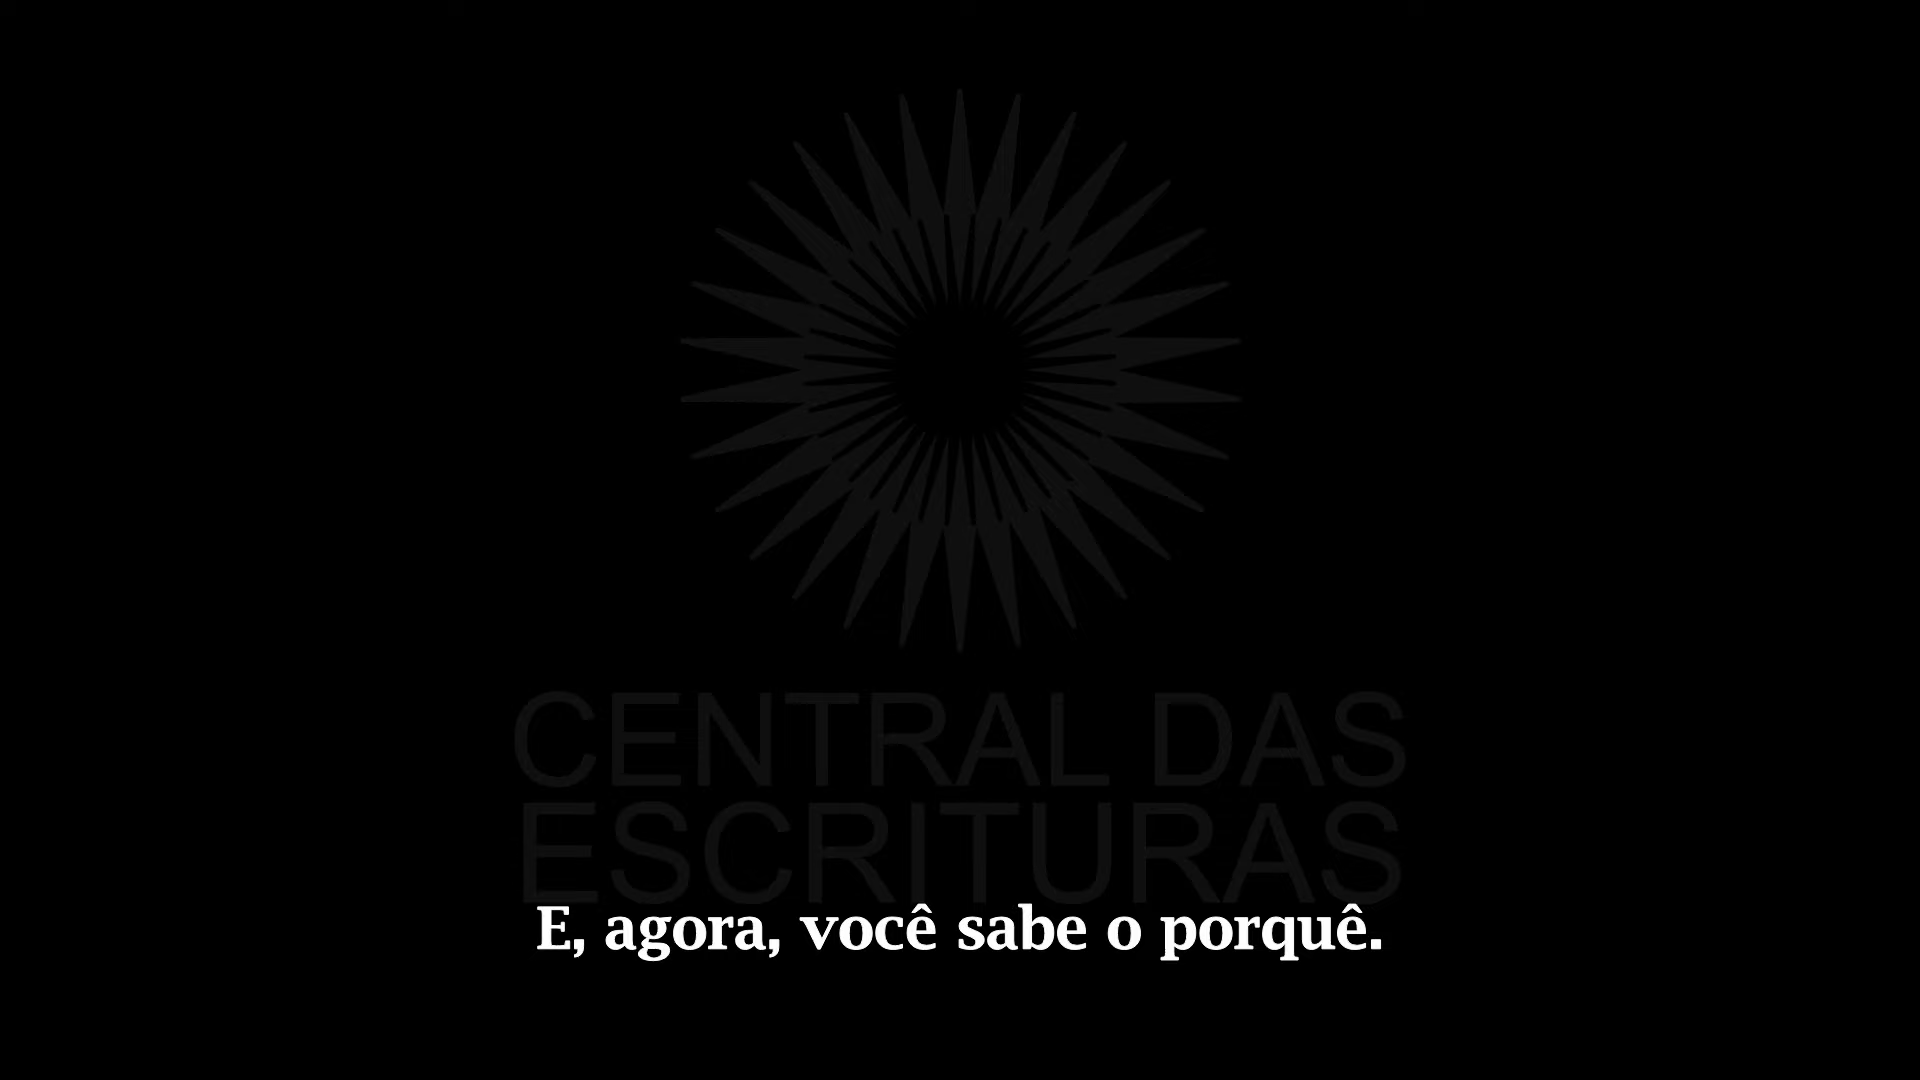 CENTRAL DAS
ESCRITURAS
E, agora, você sabe o porquê.